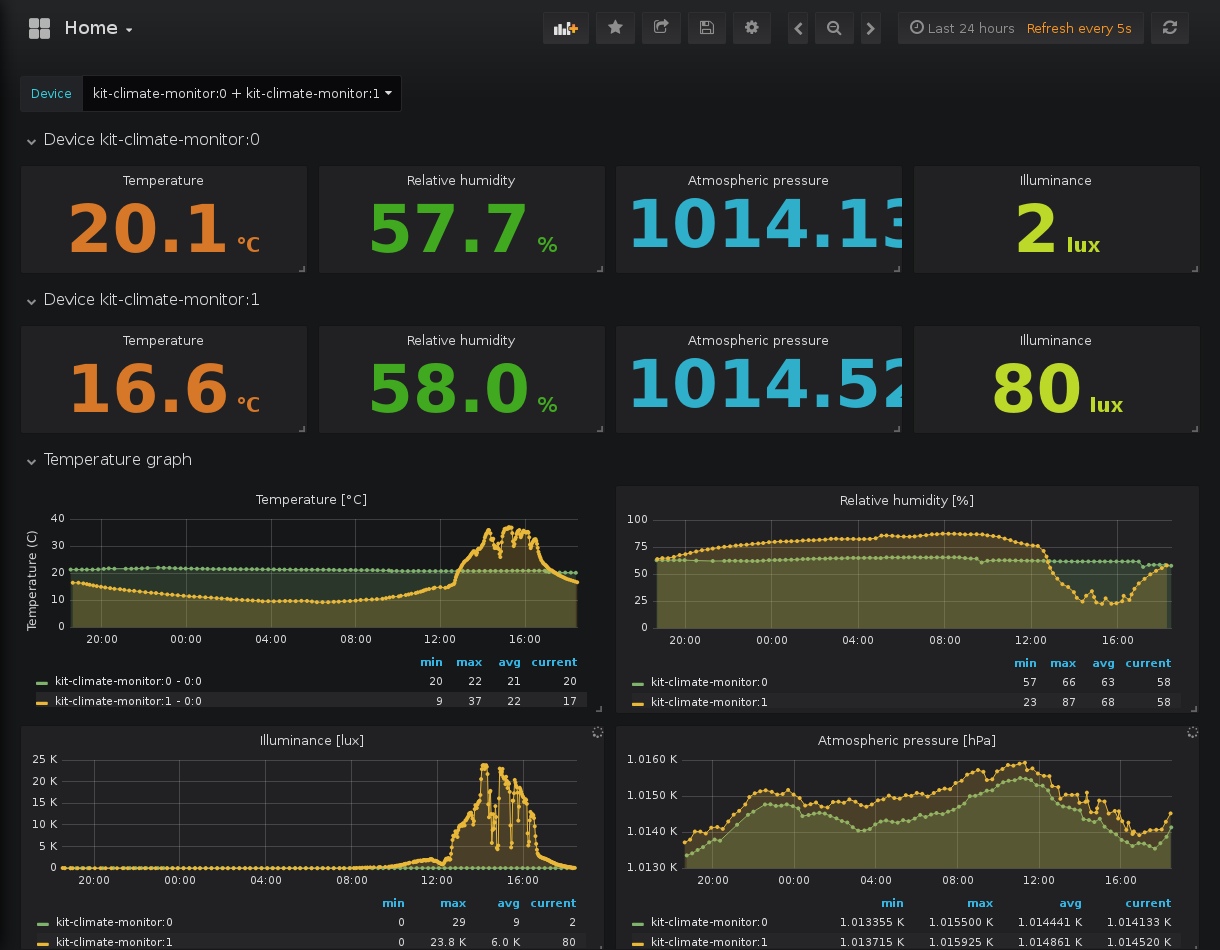 Home
Last 24 hours Refresh every 5s
Device kit-climate-monitor:0 + kit-climate-monitor:1
Device kit-climate-monitor:0
Temperature
20.1 °C
Relative humidity
57.7 %
Atmospheric pressure
1014.13
Illuminance
2 lux
Device kit-climate-monitor:1
Temperature
16.6 °C
Relative humidity
58.0 %
Atmospheric pressure
1014.52
Illuminance
80 lux
Temperature graph
Temperature [°C]
Temperature (C)
40
30
20
10
0
20:00 00:00 04:00 08:00 12:00 16:00
min max avg current
kit-climate-monitor:0 - 0:0 20 22 21 20
kit-climate-monitor:1 - 0:0 9 37 22 17
Relative humidity [%]
100
75
50
25
0
20:00 00:00 04:00 08:00 12:00 16:00
min max avg current
kit-climate-monitor:0 57 66 63 58
kit-climate-monitor:1 23 87 68 58
Illuminance [lux]
25 K
20 K
15 K
10 K
5 K
0
20:00 00:00 04:00 08:00 12:00 16:00
min max avg current
kit-climate-monitor:0 0 29 9 2
kit-climate-monitor:1 0 23.8 K 6.0 K 80
Atmospheric pressure [hPa]
1.0160 K
1.0150 K
1.0140 K
1.0130 K
20:00 00:00 04:00 08:00 12:00 16:00
min max avg current
kit-climate-monitor:0 1.013355 K 1.015500 K 1.014441 K 1.014133 K
kit-climate-monitor:1 1.013715 K 1.015925 K 1.014861 K 1.014520 K